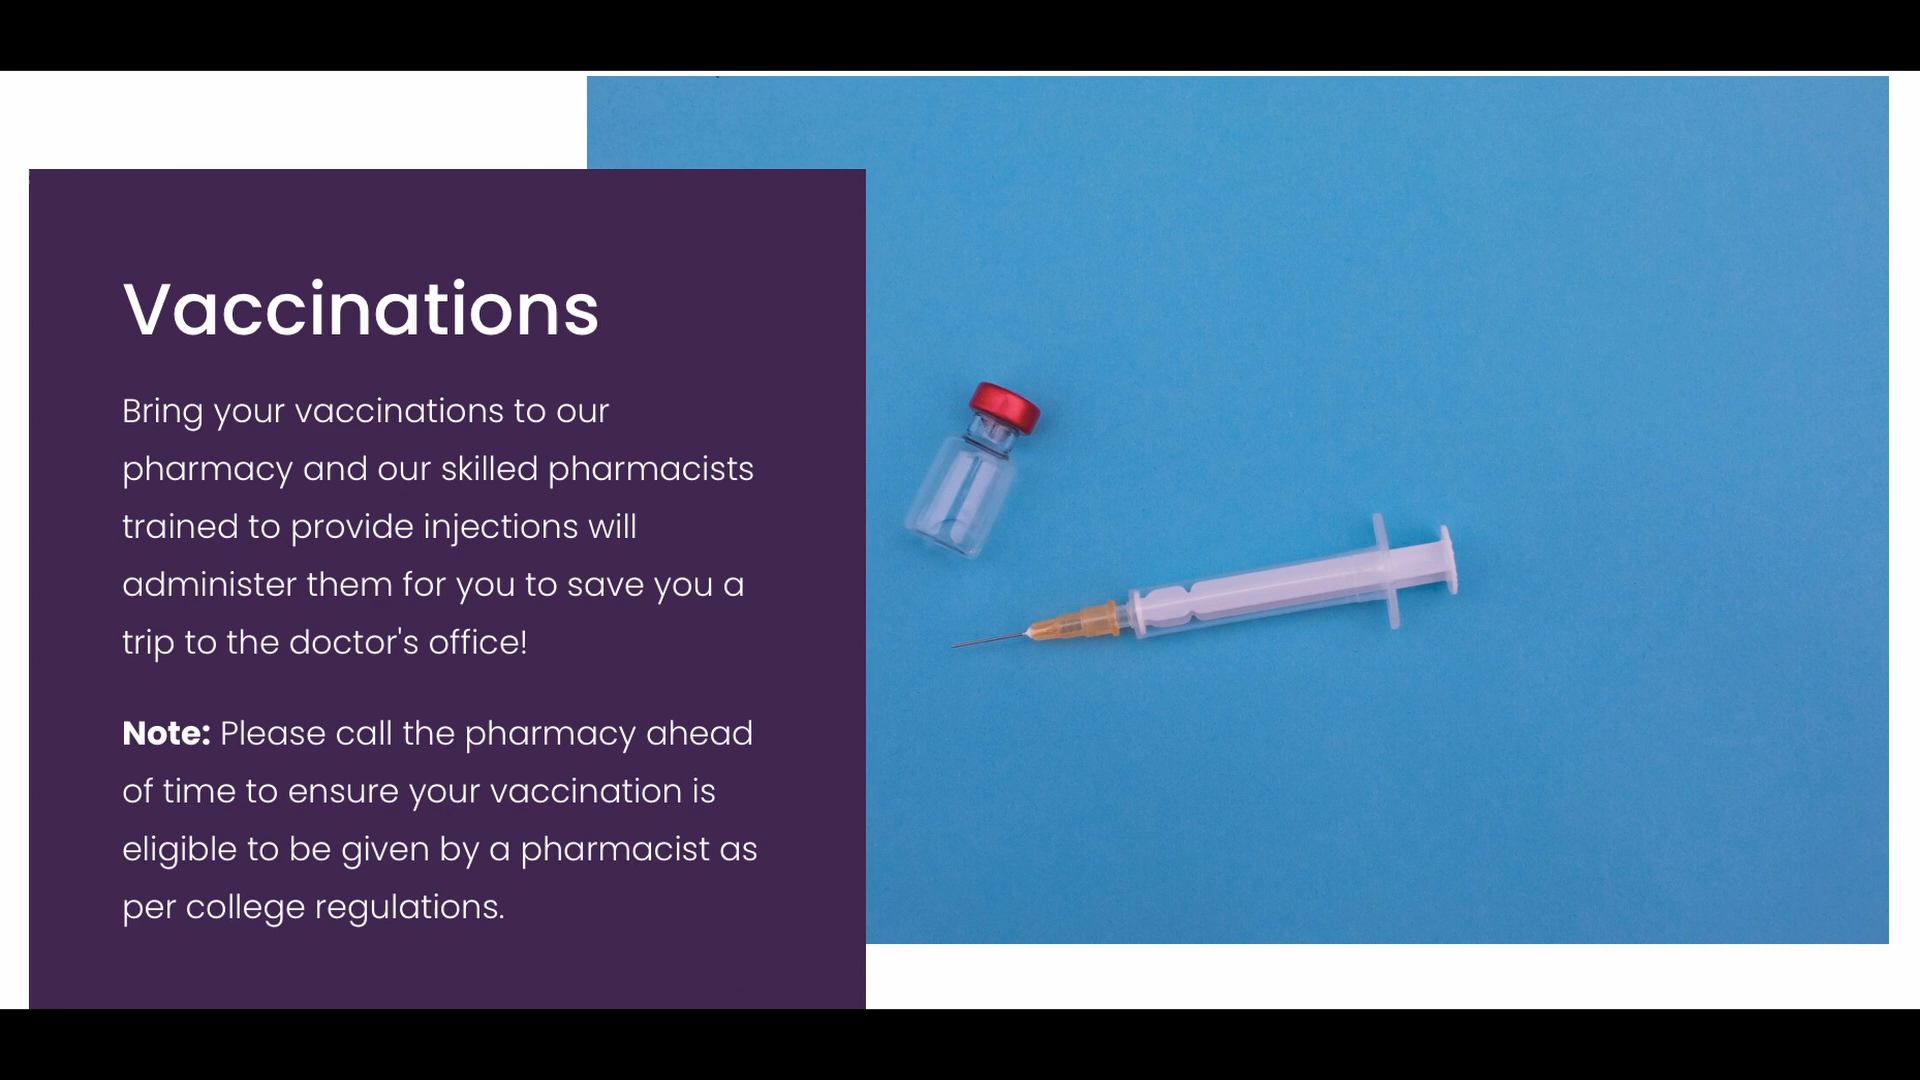 Vaccinations
Bring your vaccinations to our
pharmacy and our skilled pharmacists
trained to provide injections will
administer them for you to save you a
trip to the doctor's office!
Note: Please call the pharmacy ahead
of time to ensure your vaccination is
eligible to be given by a pharmacist as
per college regulations.